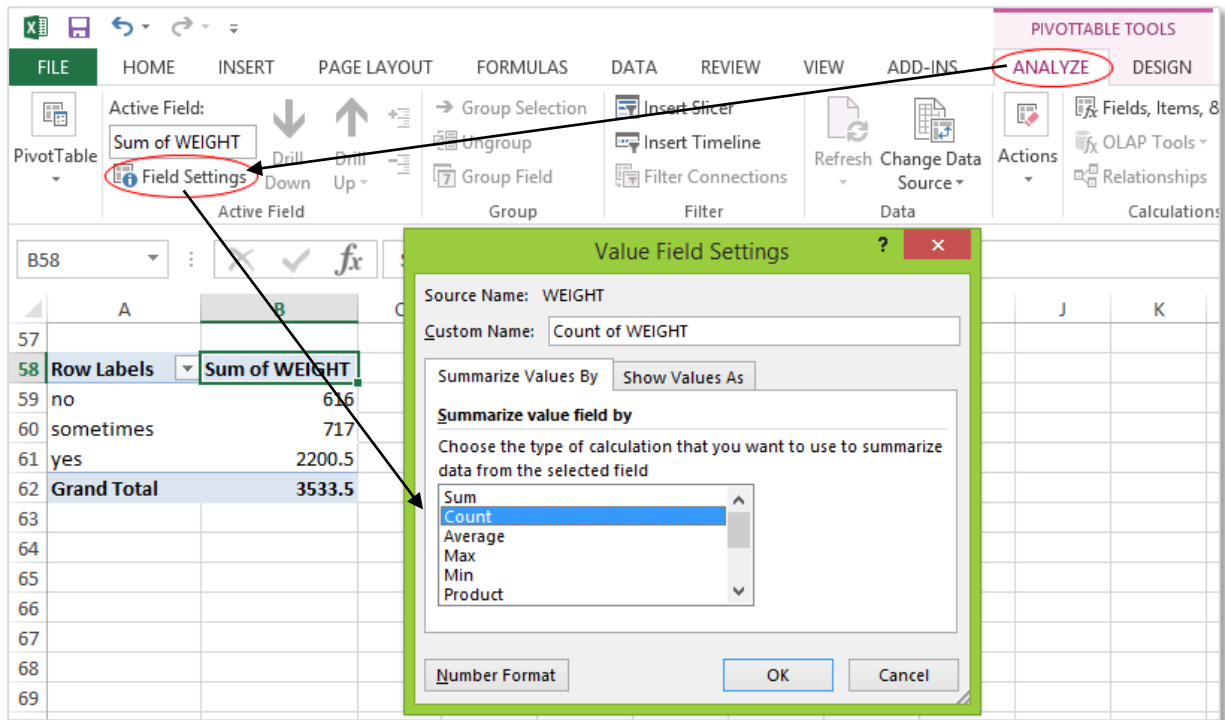 PIVOTTABLE TOOLS
FILE HOME INSERT PAGE LAYOUT FORMULAS DATA REVIEW VIEW ADD-INS ANALYZE DESIGN
PivotTable
Active Field:
Sum of WEIGHT
Field Settings
Drill Down
Drill Up
Active Field
Group Selection
Ungroup
Group Field
Group
Insert Slicer
Insert Timeline
Filter Connections
Filter
Refresh
Change Data Source
Data
Actions
Fields, Items, &
OLAP Tools
Relationships
Calculations
B58
fx
A B C J K
57
58 Row Labels Sum of WEIGHT
59 no 616
60 sometimes 717
61 yes 2200.5
62 Grand Total 3533.5
63
64
65
66
67
68
69
Value Field Settings ? ×
Source Name: WEIGHT
Custom Name: Count of WEIGHT
Summarize Values By Show Values As
Summarize value field by
Choose the type of calculation that you want to use to summarize
data from the selected field
Sum
Count
Average
Max
Min
Product
Number Format OK Cancel